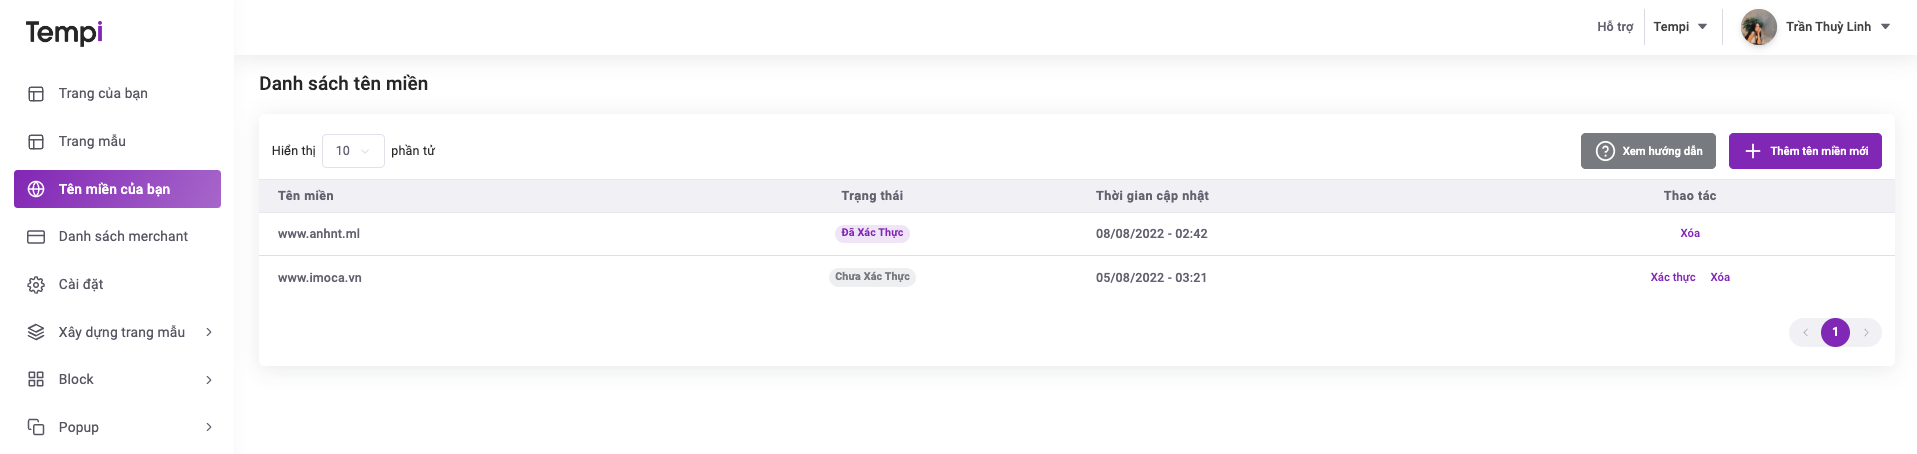 Tempi
Trang của bạn
Trang mẫu
Tên miền của bạn
Danh sách merchant
Cài đặt
Xây dựng trang mẫu
Block
Popup
Hỗ trợ
Tempi
Trần Thuỳ Linh
Danh sách tên miền
Hiển thị 10 phần tử
Xem hướng dẫn
Thêm tên miền mới
Tên miền Trạng thái Thời gian cập nhật Thao tác
www.anhnt.ml Đã Xác Thực 08/08/2022 - 02:42 Xóa
www.imoca.vn Chưa Xác Thực 05/08/2022 - 03:21 Xác thực Xóa
1